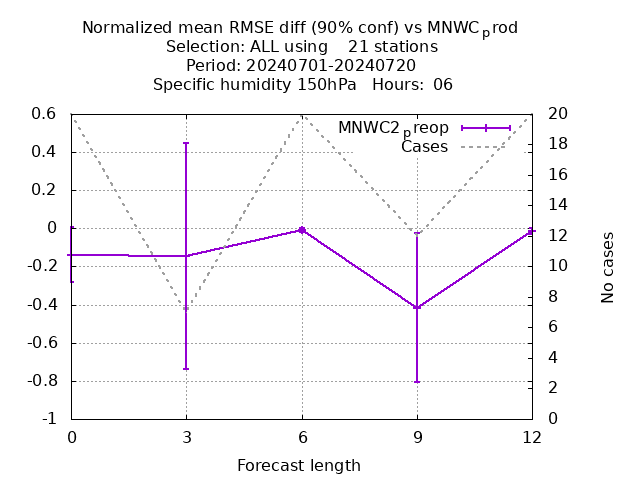 Normalized mean RMSE diff (90% conf) vs MNWC_prod
Selection: ALL using    21 stations
Period: 20240701-20240720
Specific humidity 150hPa   Hours:  06
MNWC2_preop
Cases
0.6
0.4
0.2
0
-0.2
-0.4
-0.6
-0.8
-1
20
18
16
14
12
10
8
6
4
2
0
No cases
0 3 6 9 12
Forecast length